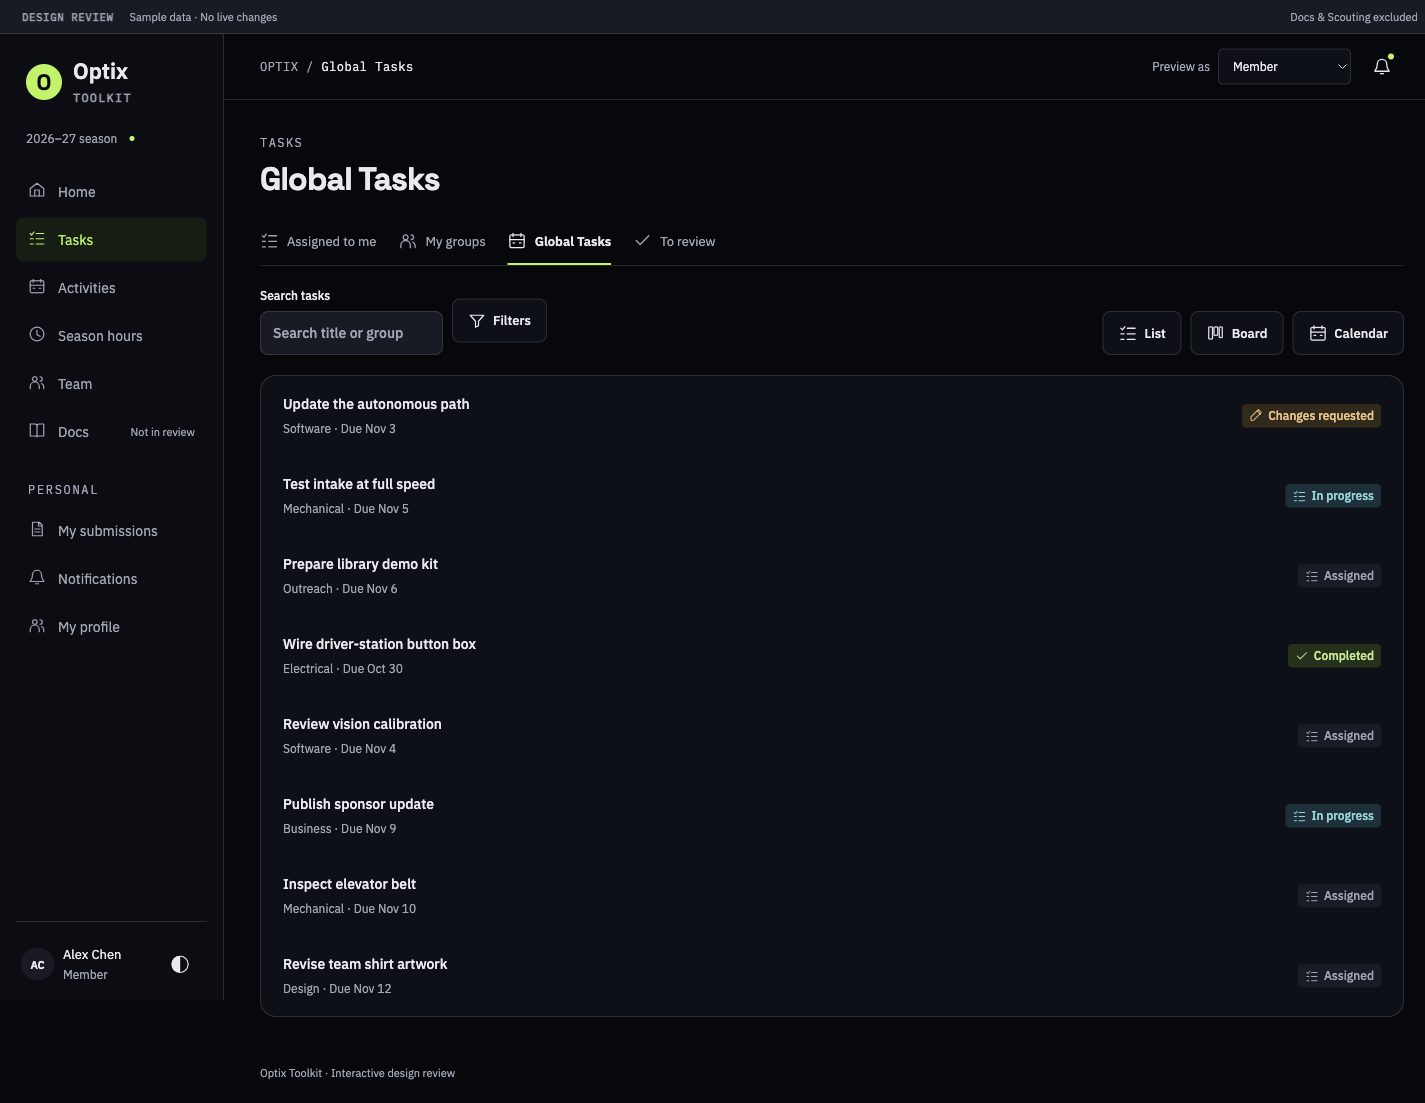 DESIGN REVIEW Sample data · No live changes Docs & Scouting excluded
O Optix
TOOLKIT
2026–27 season
Home
Tasks
Activities
Season hours
Team
Docs Not in review
PERSONAL
My submissions
Notifications
My profile
AC Alex Chen
Member
OPTIX / Global Tasks Preview as Member
TASKS
Global Tasks
Assigned to me My groups Global Tasks To review
Search tasks
Search title or group Filters List Board Calendar
Update the autonomous path
Software · Due Nov 3 Changes requested
Test intake at full speed
Mechanical · Due Nov 5 In progress
Prepare library demo kit
Outreach · Due Nov 6 Assigned
Wire driver-station button box
Electrical · Due Oct 30 Completed
Review vision calibration
Software · Due Nov 4 Assigned
Publish sponsor update
Business · Due Nov 9 In progress
Inspect elevator belt
Mechanical · Due Nov 10 Assigned
Revise team shirt artwork
Design · Due Nov 12 Assigned
Optix Toolkit · Interactive design review